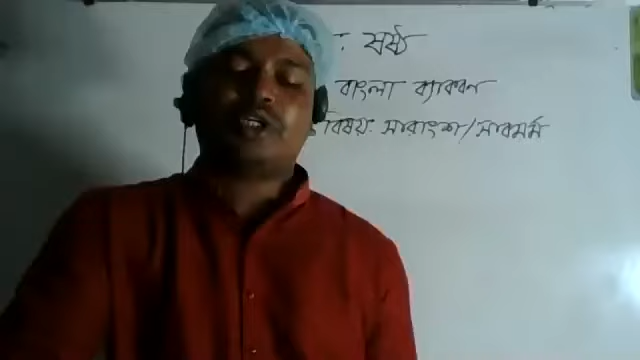 : ষষ্ঠ
বাংলা ব্যাকরণ
বিষয়: সারাংশ/সারমর্ম